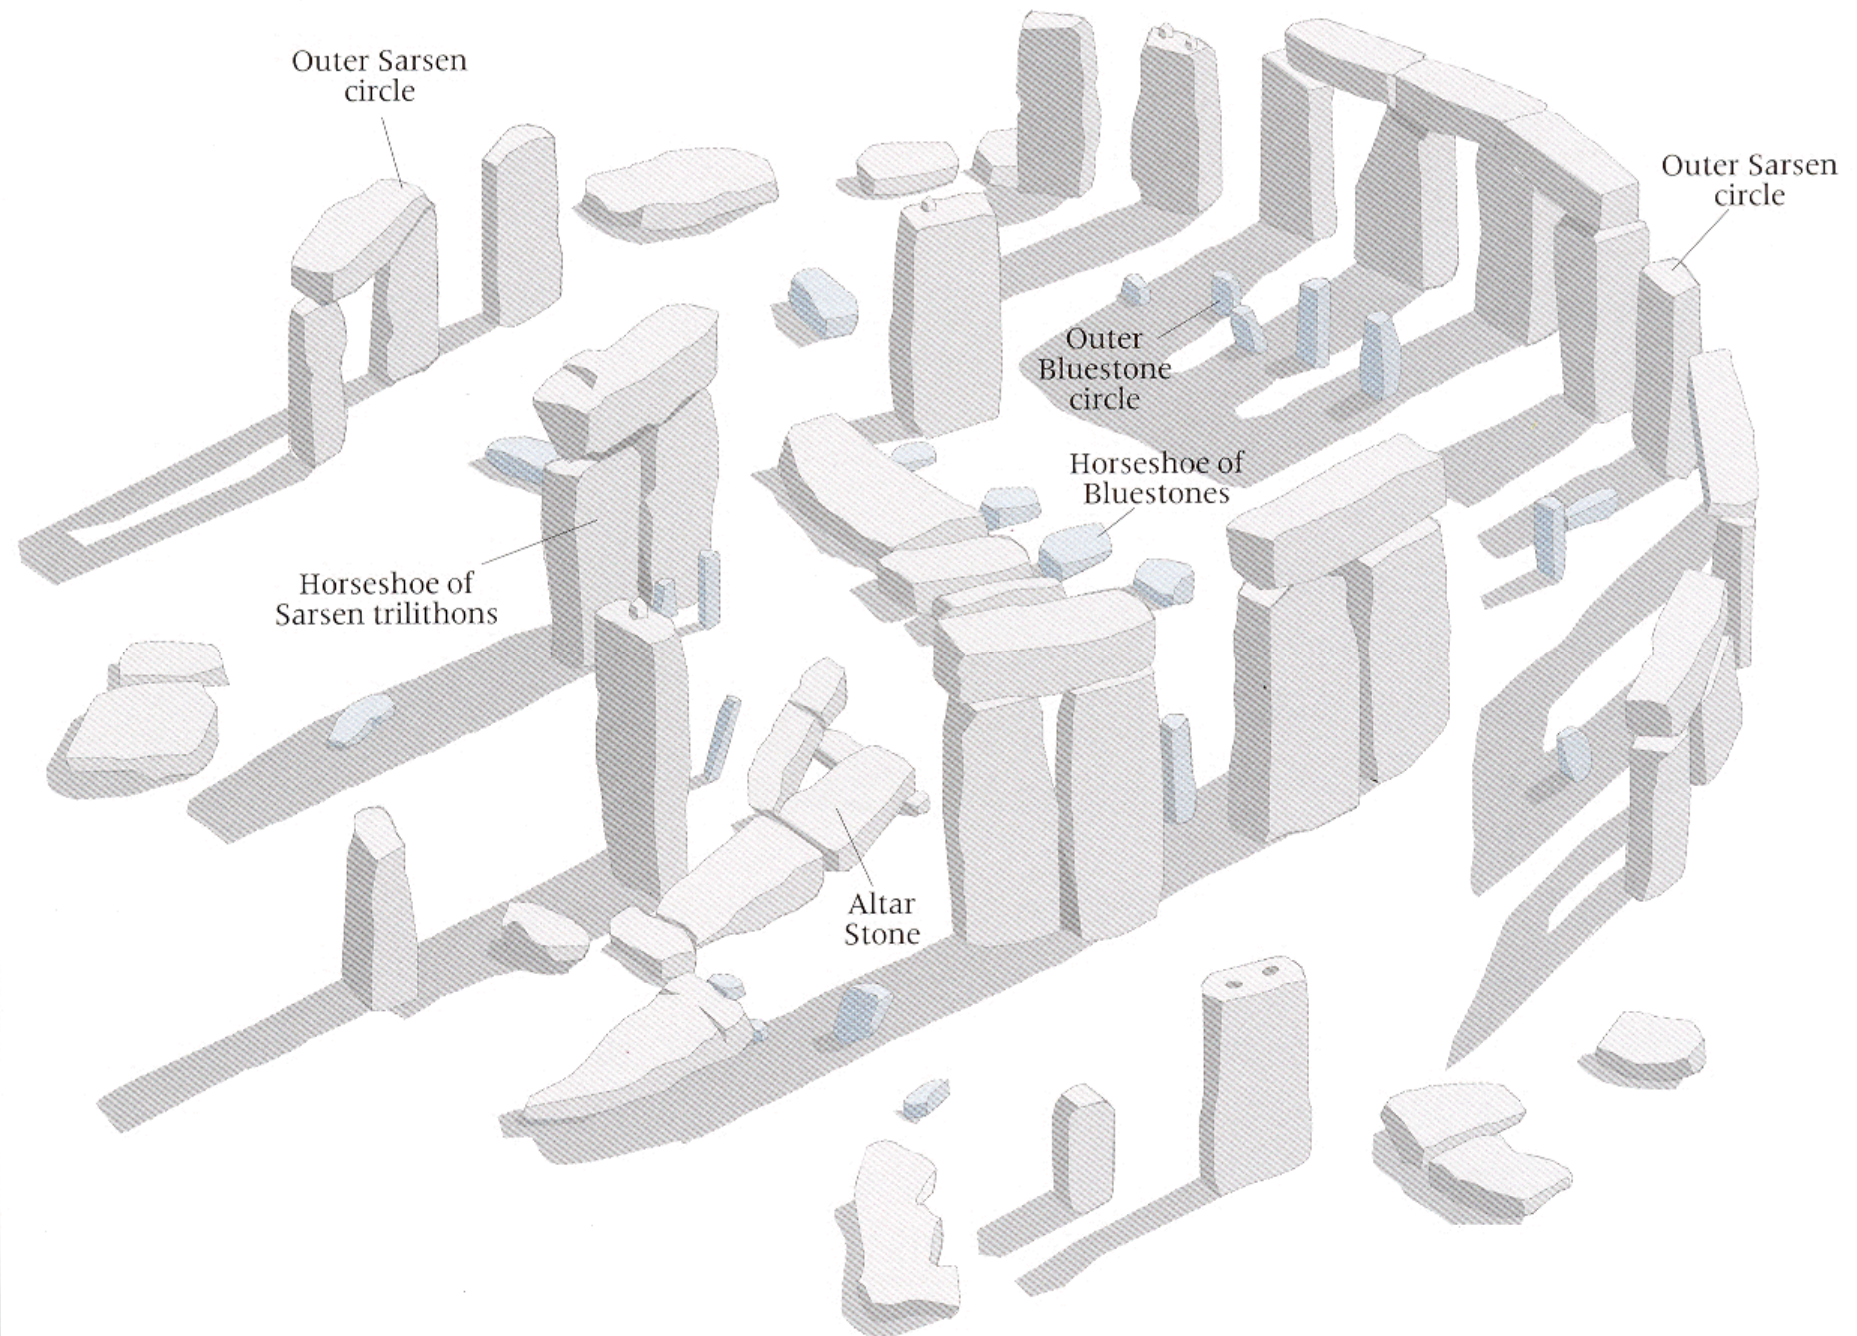 Outer Sarsen
circle
Outer Sarsen
circle
Outer
Bluestone
circle
Horseshoe of
Bluestones
Horseshoe of
Sarsen trilithons
Altar
Stone